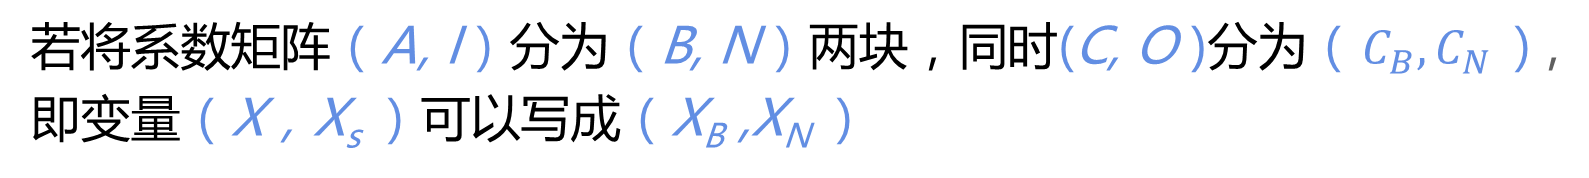 若将系数矩阵（A, I）分为（B, N）两块，同时(C, O)分为（C_B, C_N），
即变量（X，X_s）可以写成（X_B,X_N）